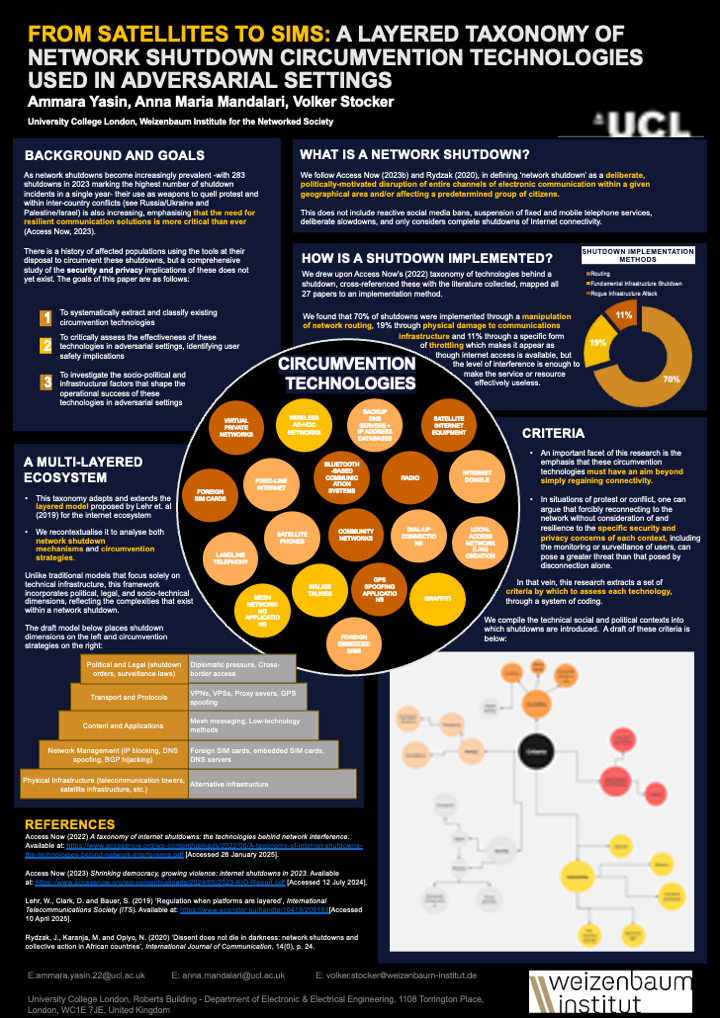 FROM SATELLITES TO SIMS: A LAYERED TAXONOMY OF
NETWORK SHUTDOWN CIRCUMVENTION TECHNOLOGIES
USED IN ADVERSARIAL SETTINGS
Ammara Yasin, Anna Maria Mandalari, Volker Stocker
University College London, Weizenbaum Institute for the Networked Society
UCL
BACKGROUND AND GOALS
As network shutdowns become increasingly prevalent -with 283
shutdowns in 2023 marking the highest number of shutdown
incidents in a single year- their use as weapons to quell protest and
within inter-country conflicts (see Russia/Ukraine and
Palestine/Israel) is also increasing, emphasising that the need for
resilient communication solutions is more critical than ever
(Access Now, 2023).
There is a history of affected populations using the tools at their
disposal to circumvent these shutdowns, but a comprehensive
study of the security and privacy implications of these does not
yet exist. The goals of this paper are as follows:
1
To systematically extract and classify existing
circumvention technologies
2
To critically assess the effectiveness of these
technologies in adversarial settings, identifying user
safety implications
3
To investigate the socio-political and
infrastructural factors that shape the
operational success of these
technologies in adversarial settings
WHAT IS A NETWORK SHUTDOWN?
We follow Access Now (2023b) and Rydzak (2020), in defining 'network shutdown' as a deliberate,
politically-motivated disruption of entire channels of electronic communication within a given
geographical area and/or affecting a predetermined group of citizens.
This does not include reactive social media bans, suspension of fixed and mobile telephone services,
deliberate slowdowns, and only considers complete shutdowns of Internet connectivity.
HOW IS A SHUTDOWN IMPLEMENTED?
We drew upon Access Now's (2022) taxonomy of technologies behind a
shutdown, cross-referenced these with the literature collected, mapped all
27 papers to an implementation method.
We found that 70% of shutdowns were implemented through a manipulation
of network routing, 19% through physical damage to communications
infrastructure and 11% through a specific form
of throttling which makes it appear as
though internet access is available, but
the level of interference is enough to
make the service or resource
effectively useless.
SHUTDOWN IMPLEMENTATION
METHODS
Routing
Fundamental Infrastructure Shutdown
Rogue Infrastructure Attack
11%
19%
70%
CIRCUMVENTION
TECHNOLOGIES
VIRTUAL
PRIVATE
NETWORKS
WIRELESS
AD-HOC
NETWORKS
BACKUP
DNS
SERVERS +
IP ADDRESS
DATABASES
SATELLITE
INTERNET
EQUIPMENT
FOREIGN
SIM CARDS
FIXED-LINE
INTERNET
BLUETOOTH
-BASED
COMMUNIC
ATION
SYSTEMS
RADIO
INTERNET
DONGLE
LANDLINE
TELEPHONY
SATELLITE
PHONES
COMMUNITY
NETWORKS
DIAL-UP
CONNECTIO
NS
LOCAL
ACCESS
NETWORK
(LAN)
CREATION
MESH
NETWORKI
NG
APPLICATIO
NS
WALKIE
TALKIES
GPS
SPOOFING
APPLICATIO
NS
GRAFFITI
FOREIGN
EMBEDDED
SIMS
A MULTI-LAYERED
ECOSYSTEM
• This taxonomy adapts and extends the
layered model proposed by Lehr et. al
(2019) for the internet ecosystem
• We recontextualise it to analyse both
network shutdown
mechanisms and circumvention
strategies.
Unlike traditional models that focus solely on
technical infrastructure, this framework
incorporates political, legal, and socio-technical
dimensions, reflecting the complexities that exist
within a network shutdown.
The draft model below places shutdown
dimensions on the left and circumvention
strategies on the right:
Political and Legal (shutdown
orders, surveillance laws)
Diplomatic pressure, Cross-
border access
Transport and Protocols
VPNs, VPSs, Proxy severs, GPS
spoofing
Content and Applications
Mesh messaging, Low-technology
methods
Network Management (IP blocking, DNS
spoofing, BGP hijacking)
Foreign SIM cards, embedded SIM cards,
DNS servers
Physical Infrastructure (telecommunication towers,
satellite infrastructure, etc.)
Alternative infrastructure
CRITERIA
• An important facet of this research is the
emphasis that these circumvention
technologies must have an aim beyond
simply regaining connectivity.
• In situations of protest or conflict, one can
argue that forcibly reconnecting to the
network without consideration of and
resilience to the specific security and
privacy concerns of each context, including
the monitoring or surveillance of users, can
pose a greater threat than that posed by
disconnection alone.
In that vein, this research extracts a set of
criteria by which to assess each technology,
through a system of coding.
We compile the technical social and political contexts into
which shutdowns are introduced. A draft of these criteria is
below:
Criteria
REFERENCES
Access Now (2022) A taxonomy of internet shutdowns: the technologies behind network interference.
Available at: https://www.accessnow.org/wp-content/uploads/2022/06/A-taxonomy-of-internet-shutdowns-
the-technologies-behind-network-interference.pdf [Accessed 28 January 2025].
Access Now (2023) Shrinking democracy, growing violence: internet shutdowns in 2023. Available
at: https://www.accessnow.org/wp-content/uploads/2024/05/2023-KIO-Report.pdf [Accessed 12 July 2024].
Lehr, W., Clark, D. and Bauer, S. (2019) 'Regulation when platforms are layered', International
Telecommunications Society (ITS). Available at: [Accessed
10 April 2025].
Rydzak, J., Karanja, M. and Opiyo, N. (2020) 'Dissent does not die in darkness: network shutdowns and
collective action in African countries', International Journal of Communication, 14(0), p. 24.
E:ammara.yasin.22@ucl.ac.uk
E: anna.mandalari@ucl.ac.uk
E: volker.stocker@weizenbaum-institut.de
University College London, Roberts Building - Department of Electronic & Electrical Engineering, 1108 Torrington Place,
London, WC1E 7JE, United Kingdom
weizenbaum
institut